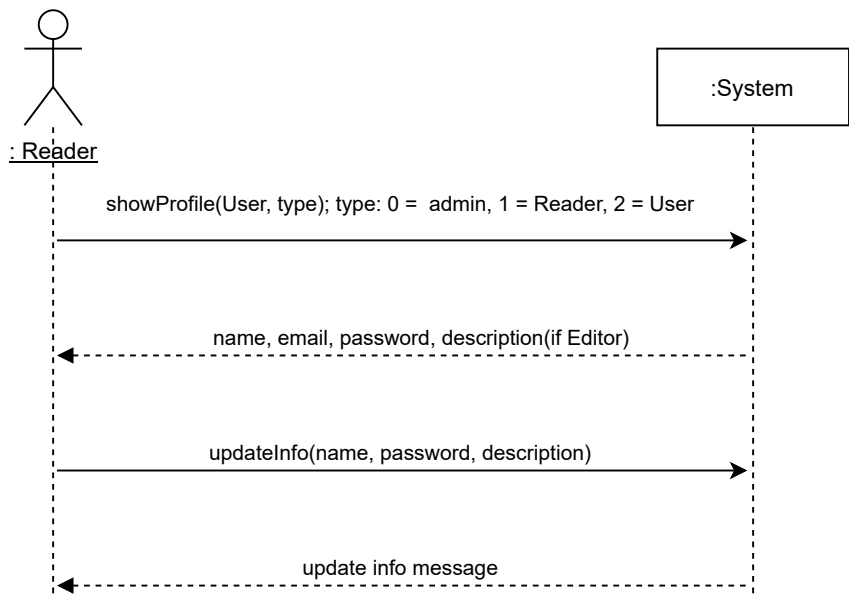 :System
: Reader
showProfile(User, type); type: 0 =  admin, 1 = Reader, 2 = User
name, email, password, description(if Editor)
updateInfo(name, password, description)
update info message